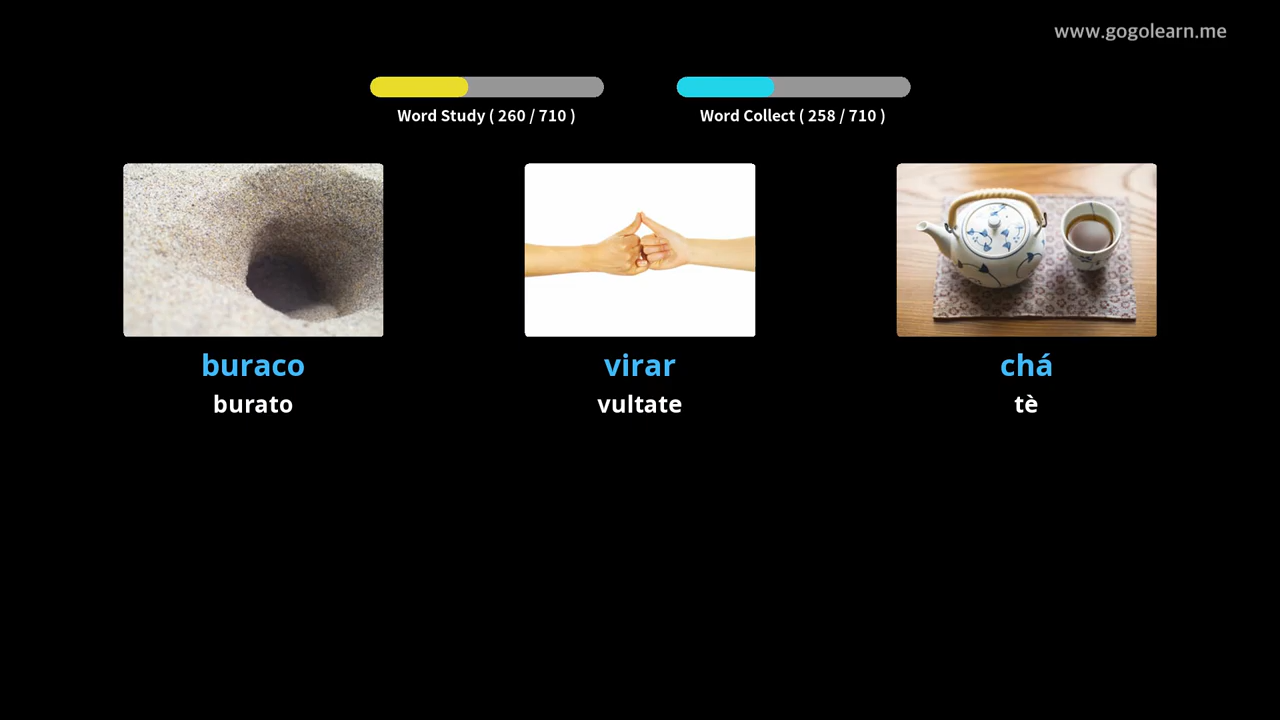 www.gogolearn.me
Word Study ( 260 / 710 )
Word Collect ( 258 / 710 )
buraco
virar
chá
burato
vultate
tè